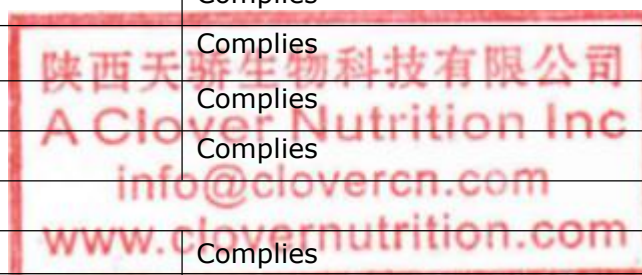 Complies
Complies
陕西天骄生物科技有限公司
Complies
A Clover Nutrition Inc
Complies
info@clovercn.com
www.clovernutrition.com
Complies